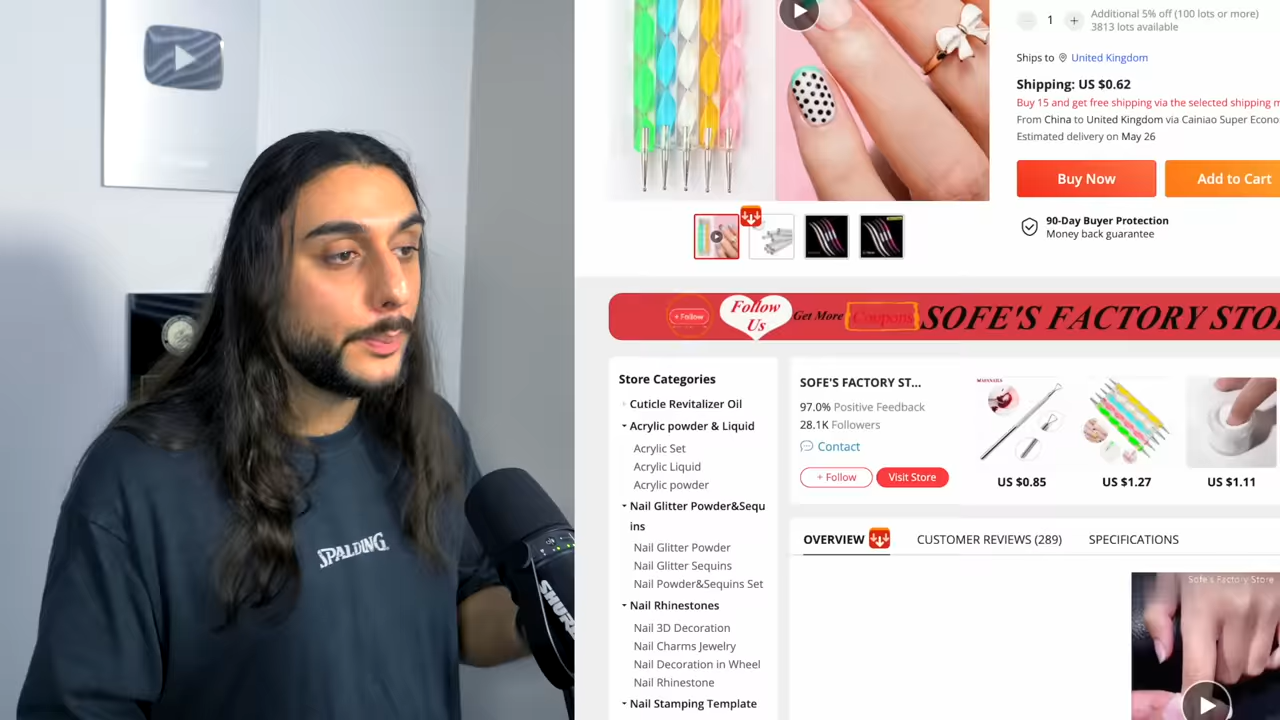 1
Additional 5% off (100 lots or more)
3813 lots available
Ships to United Kingdom
Shipping: US $0.62
Buy 15 and get free shipping via the selected shipping m
From China to United Kingdom via Cainiao Super Econo
Estimated delivery on May 26
Buy Now
Add to Cart
90-Day Buyer Protection
Money back guarantee
+ Follow
Follow
Us
Get More
Coupons
SOFE'S FACTORY STO
Store Categories
Cuticle Revitalizer Oil
Acrylic powder & Liquid
Acrylic Set
Acrylic Liquid
Acrylic powder
Nail Glitter Powder&Sequ
ins
Nail Glitter Powder
Nail Glitter Sequins
Nail Powder&Sequins Set
Nail Rhinestones
Nail 3D Decoration
Nail Charms Jewelry
Nail Decoration in Wheel
Nail Rhinestone
Nail Stamping Template
SOFE'S FACTORY ST...
97.0% Positive Feedback
28.1K Followers
Contact
+ Follow
Visit Store
US $0.85
US $1.27
US $1.11
OVERVIEW
CUSTOMER REVIEWS (289)
SPECIFICATIONS
Sofe's Factory Store
SPALDING
SHURE